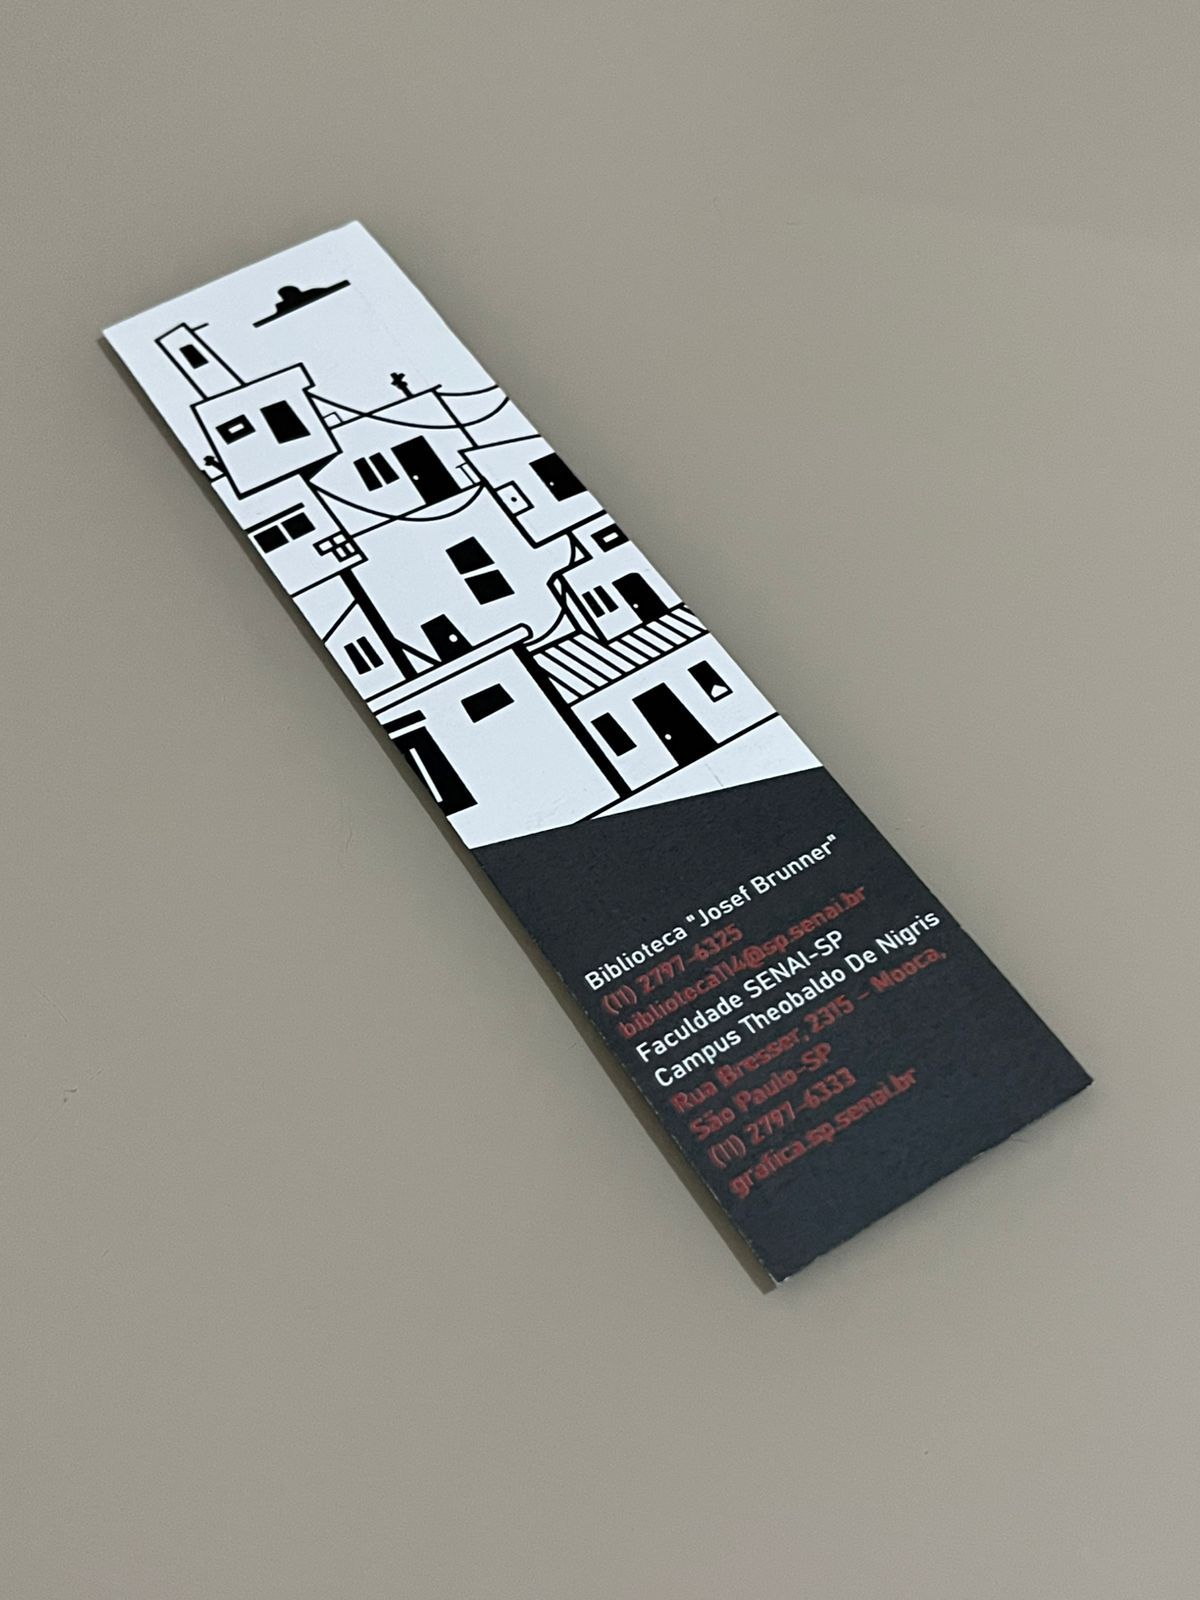 Biblioteca "Josef Brunner"
(11) 2797-6325
biblioteca114@sp.senai.br
Faculdade SENAI-SP
Campus Theobaldo De Nigris
Rua Bresser, 2315 - Mooca,
São Paulo-SP
(11) 2797-6333
grafica.sp.senai.br